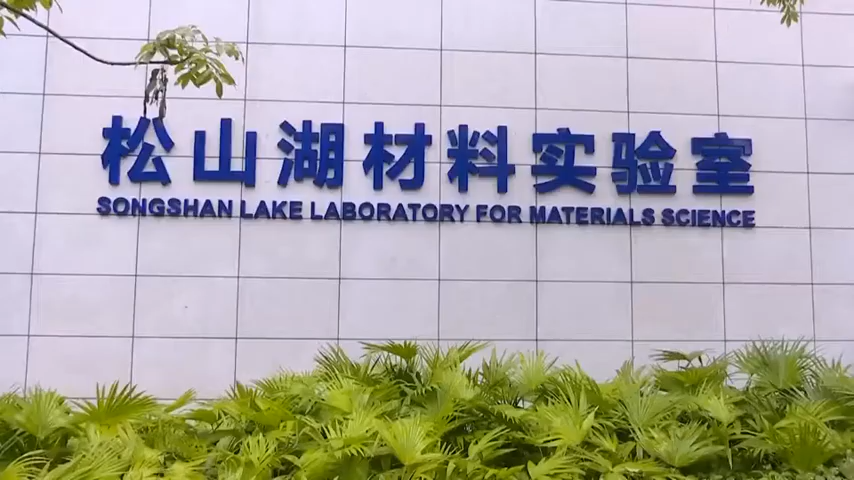 松山湖材料实验室
SONGSHAN LAKE LABORATORY FOR MATERIALS SCIENCE